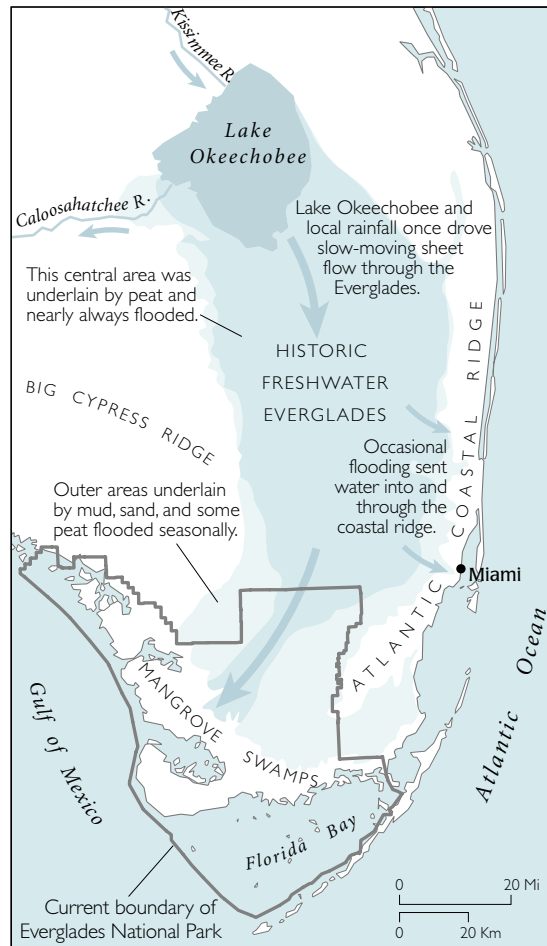 Kissimmee R.
Lake
Okeechobee
Caloosahatchee R.
Lake Okeechobee and
local rainfall once drove
slow-moving sheet
flow through the
Everglades.
This central area was
underlain by peat and
nearly always flooded.
HISTORIC
FRESHWATER
EVERGLADES
BIG CYPRESS RIDGE
ATLANTIC COASTAL RIDGE
Occasional
flooding sent
water into and
through the
coastal ridge.
Outer areas underlain
by mud, sand, and some
peat flooded seasonally.
Miami
MANGROVE SWAMPS
Gulf of Mexico
Atlantic Ocean
Florida Bay
Current boundary of
Everglades National Park
0 20 Mi
0 20 Km